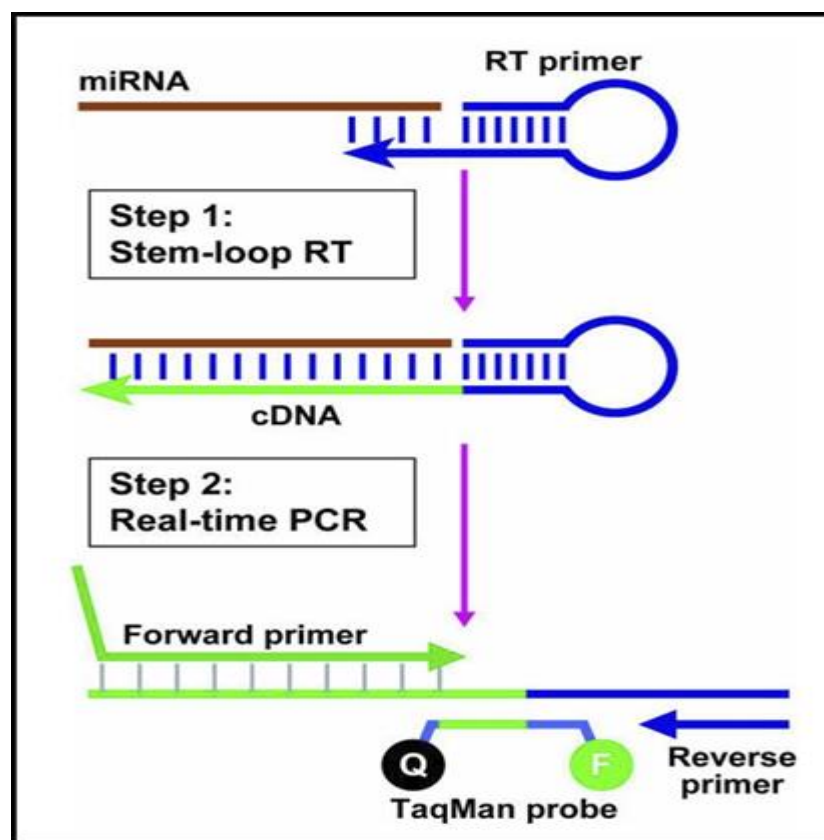 RT primer
miRNA
Step 1:
Stem-loop RT
cDNA
Step 2:
Real-time PCR
Forward primer
Q
F
Reverse
primer
TaqMan probe